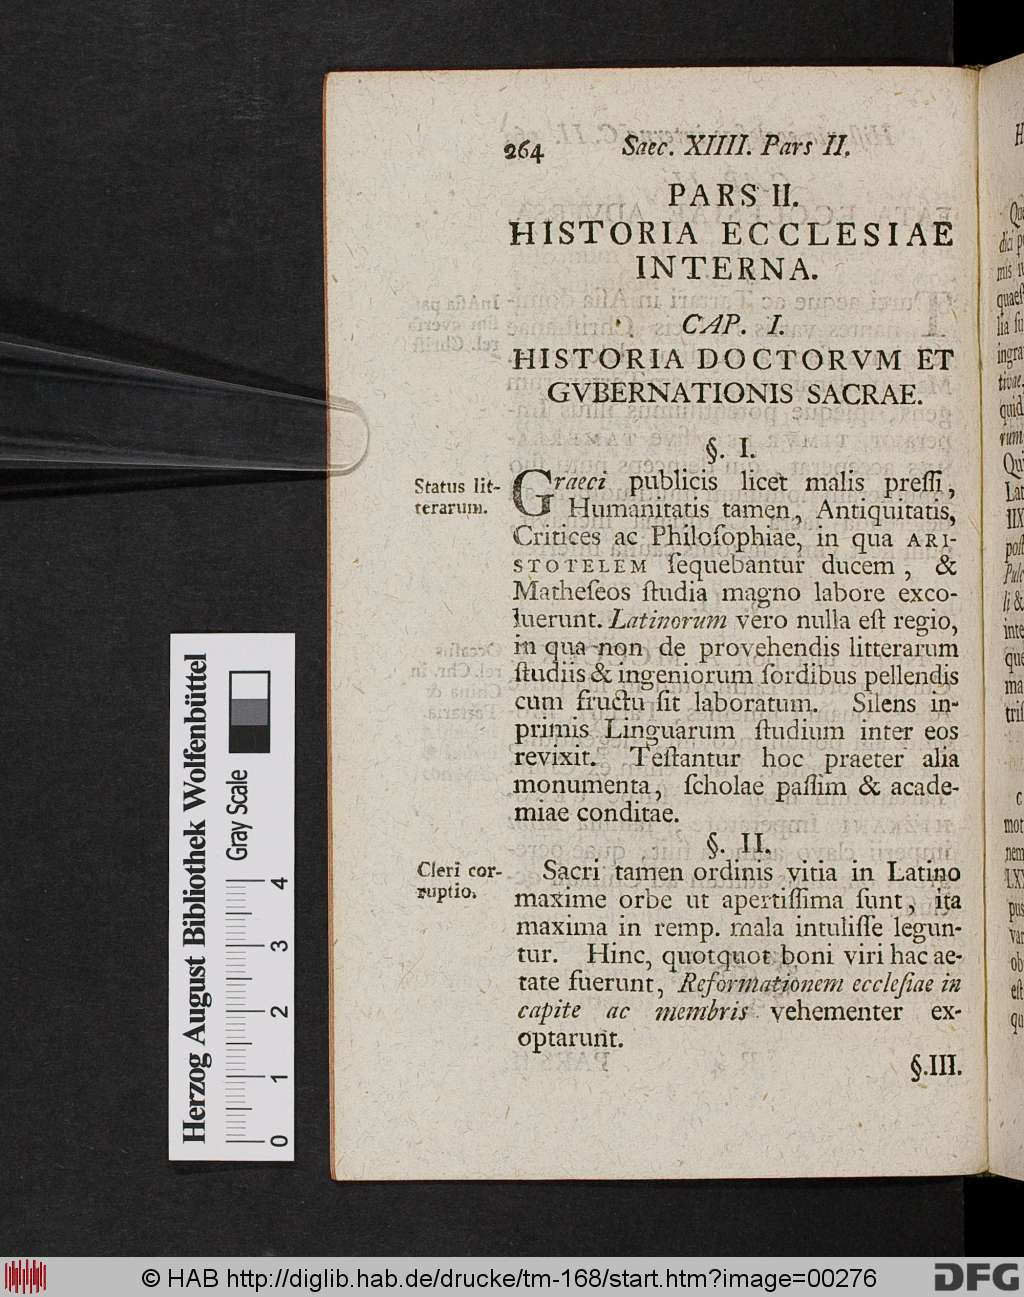 264 Saec. XIIII. Pars II.
PARS II.
HISTORIA ECCLESIAE
INTERNA.
CAP. I.
HISTORIA DOCTORVM ET
GVBERNATIONIS SACRAE.
§. I.
Status lit-
terarum.
Graeci publicis licet malis preſſi,
Humanitatis tamen, Antiquitatis,
Critices ac Philoſophiae, in qua ARI-
STOTELEM ſequebantur ducem, &
Matheſeos ſtudia magno labore exco-
luerunt. Latinorum vero nulla eſt regio,
in qua non de provehendis litterarum
ſtudiis & ingeniorum ſordibus pellendis
cum fructu ſit laboratum. Silens in-
primis Linguarum ſtudium inter eos
revixit. Teſtantur hoc praeter alia
monumenta, ſcholae paſſim & acade-
miae conditae.
§. II.
Cleri cor-
ruptio.
Sacri tamen ordinis vitia in Latino
maxime orbe ut apertiſſima ſunt, ita
maxima in remp. mala intuliſſe legun-
tur. Hinc, quotquot boni viri hac ae-
tate fuerunt, Reformationem eccleſiae in
capite ac membris vehementer ex-
optarunt.
§.III.
Herzog August Bibliothek Wolfenbüttel
Gray Scale
0 1 2 3 4
© HAB http://diglib.hab.de/drucke/tm-168/start.htm?image=00276
DFG